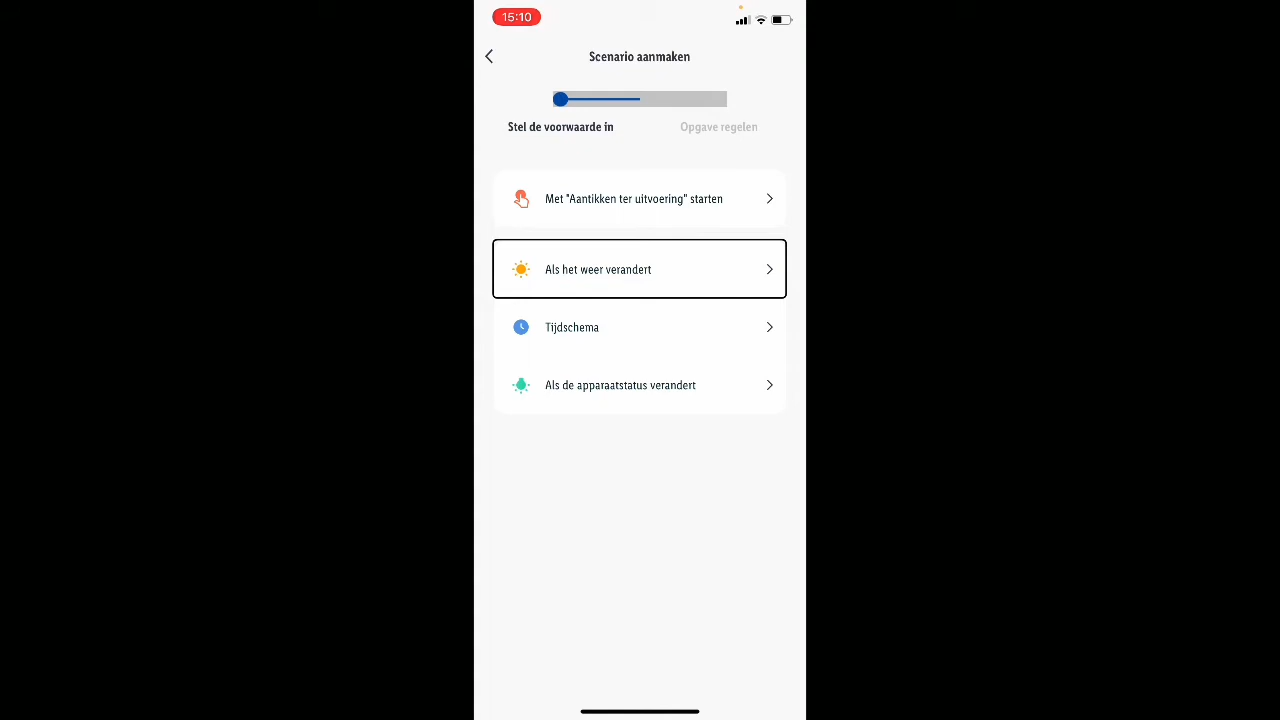 15:10
Scenario aanmaken
Stel de voorwaarde in
Opgave regelen
Met "Aantikken ter uitvoering" starten
Als het weer verandert
Tijdschema
Als de apparaatstatus verandert